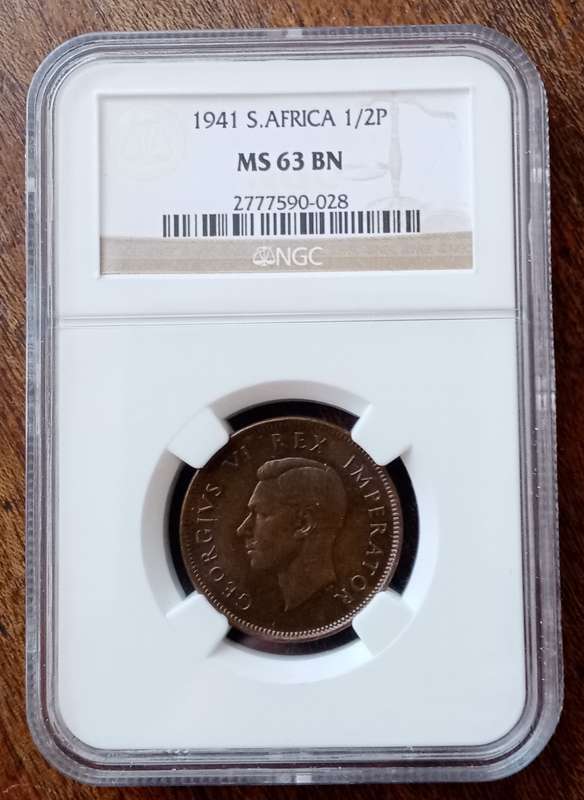 1941 S.AFRICA 1/2P
MS 63 BN
2777590-028
NGC
GEORGIVS VI REX IMPERATOR